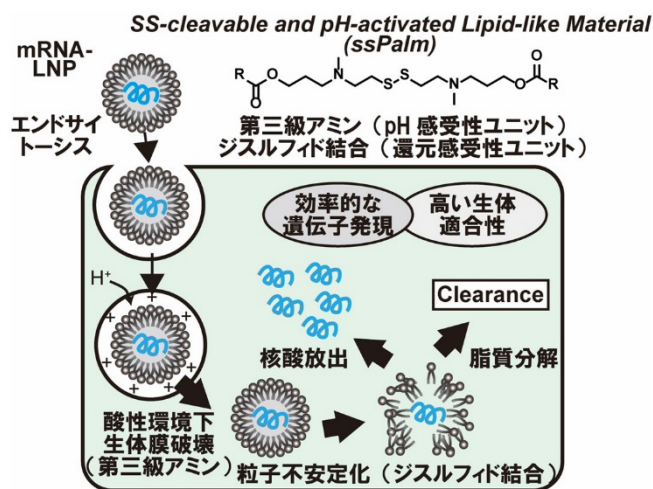 SS-cleavable and pH-activated Lipid-like Material
(ssPalm)
mRNA-
LNP
R
O
O
N
S
S
N
O
O
R
エンドサイ
トーシス
第三級アミン（pH 感受性ユニット）
ジスルフィド結合（還元感受性ユニット）
効率的な
遺伝子発現
高い生体
適合性
H+
Clearance
核酸放出
脂質分解
酸性環境下
生体膜破壊
（第三級アミン）
粒子不安定化（ジスルフィド結合）